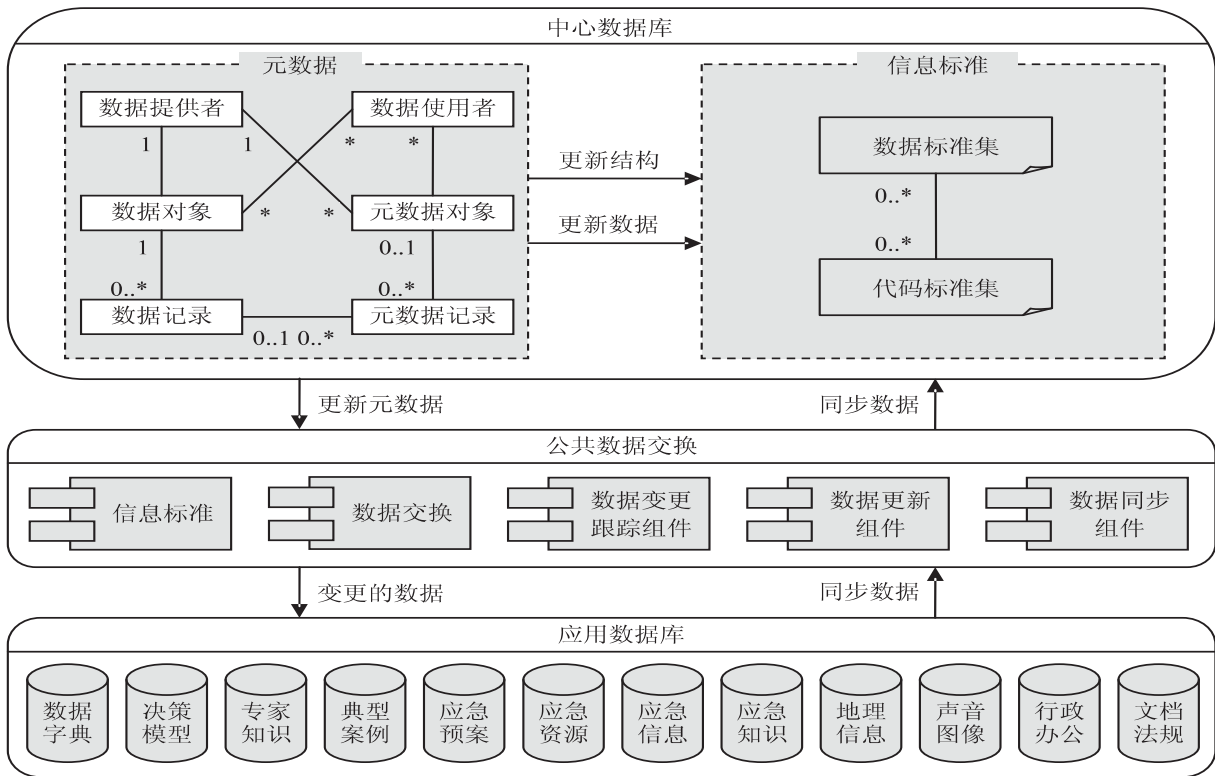 中心数据库
元数据
信息标准
数据提供者
数据使用者
1
1
*
*
数据对象
*
*
元数据对象
1
0..1
0..*
0..*
数据记录
元数据记录
0..1 0..*
更新结构
更新数据
数据标准集
0..*
0..*
代码标准集
更新元数据
同步数据
公共数据交换
信息标准
数据交换
数据变更
跟踪组件
数据更新
组件
数据同步
组件
变更的数据
同步数据
应用数据库
数据
字典
决策
模型
专家
知识
典型
案例
应急
预案
应急
资源
应急
信息
应急
知识
地理
信息
声音
图像
行政
办公
文档
法规